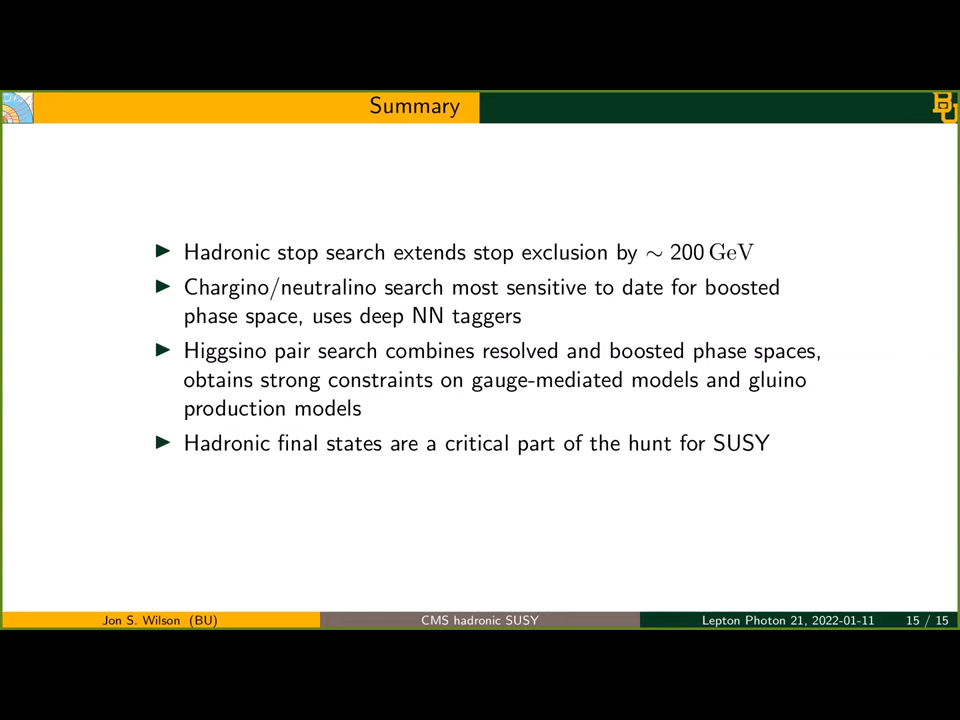 Summary
BU
▶ Hadronic stop search extends stop exclusion by ∼ 200 GeV
▶ Chargino/neutralino search most sensitive to date for boosted
phase space, uses deep NN taggers
▶ Higgsino pair search combines resolved and boosted phase spaces,
obtains strong constraints on gauge-mediated models and gluino
production models
▶ Hadronic final states are a critical part of the hunt for SUSY
Jon S. Wilson (BU)
CMS hadronic SUSY
Lepton Photon 21, 2022-01-11
15 / 15